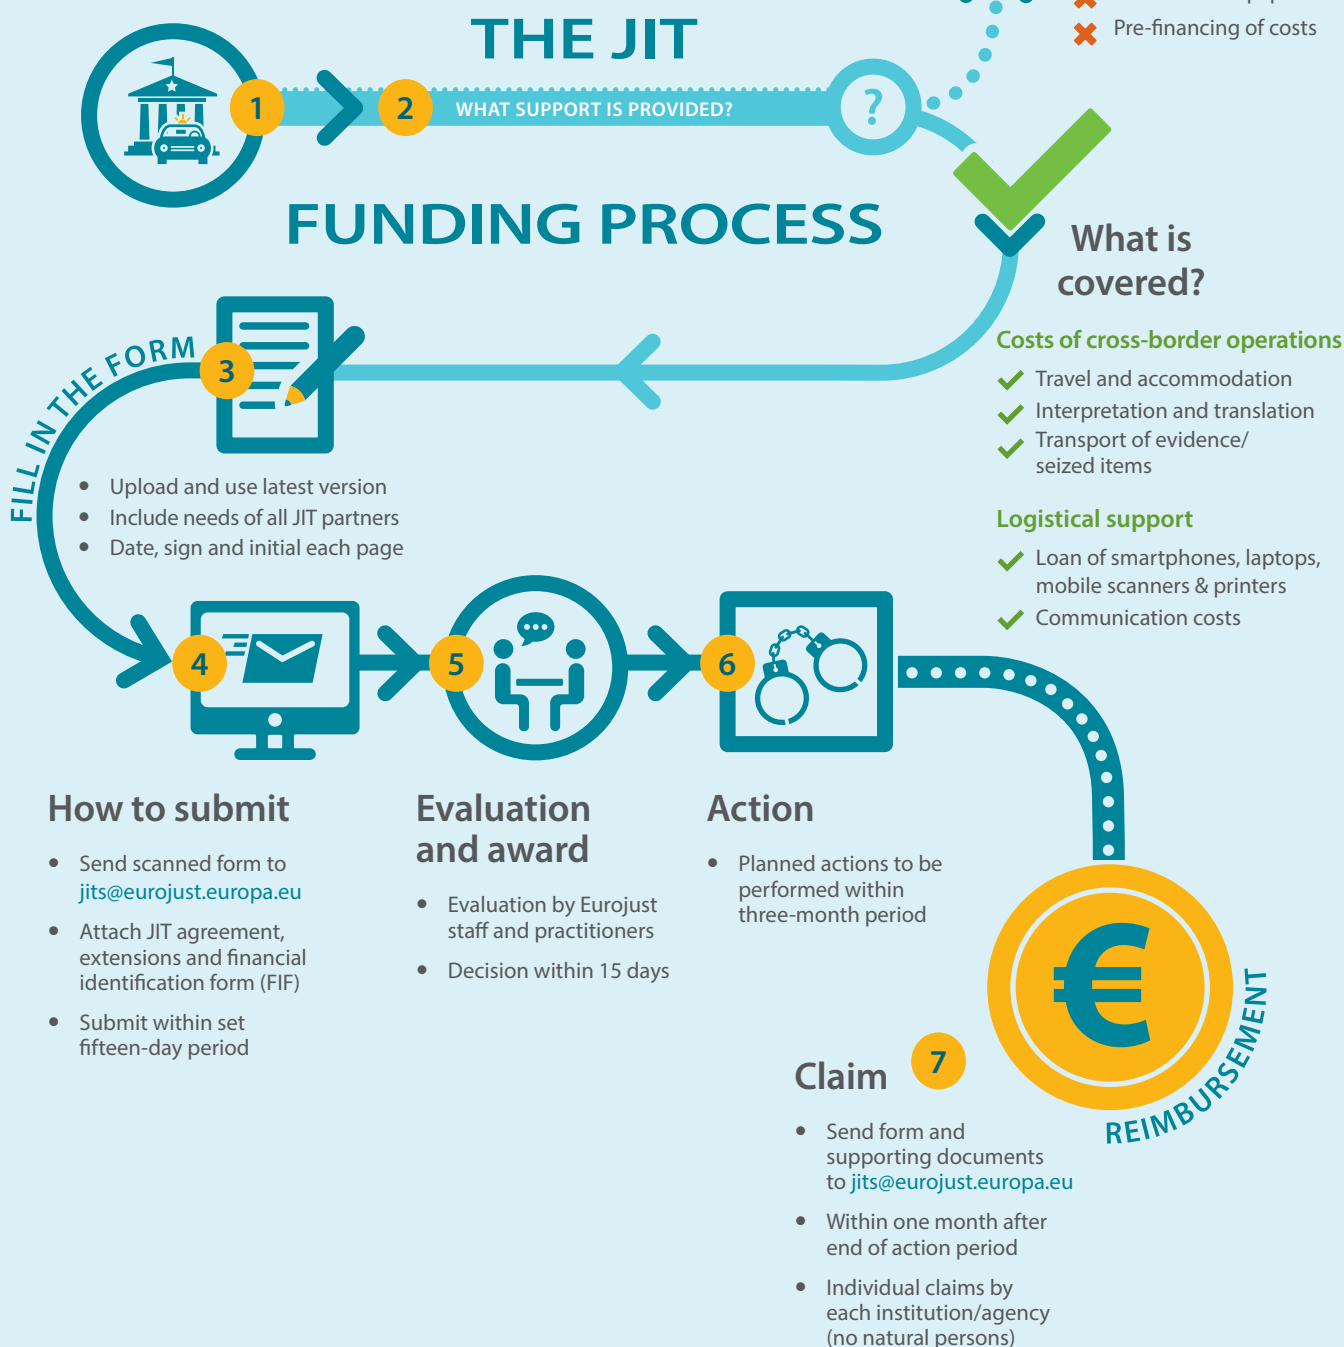 Pre-financing of costs
THE JIT
1
2
WHAT SUPPORT IS PROVIDED?
?
FUNDING PROCESS
What is
covered?
Costs of cross-border operations
Travel and accommodation
Interpretation and translation
Transport of evidence/
seized items
Logistical support
Loan of smartphones, laptops,
mobile scanners & printers
Communication costs
FILL IN THE FORM
3
• Upload and use latest version
• Include needs of all JIT partners
• Date, sign and initial each page
4
5
6
How to submit
• Send scanned form to
jits@eurojust.europa.eu
• Attach JIT agreement,
extensions and financial
identification form (FIF)
• Submit within set
fifteen-day period
Evaluation
and award
• Evaluation by Eurojust
staff and practitioners
• Decision within 15 days
Action
• Planned actions to be
performed within
three-month period
€
REIMBURSEMENT
Claim
7
• Send form and
supporting documents
to jits@eurojust.europa.eu
• Within one month after
end of action period
• Individual claims by
each institution/agency
(no natural persons)